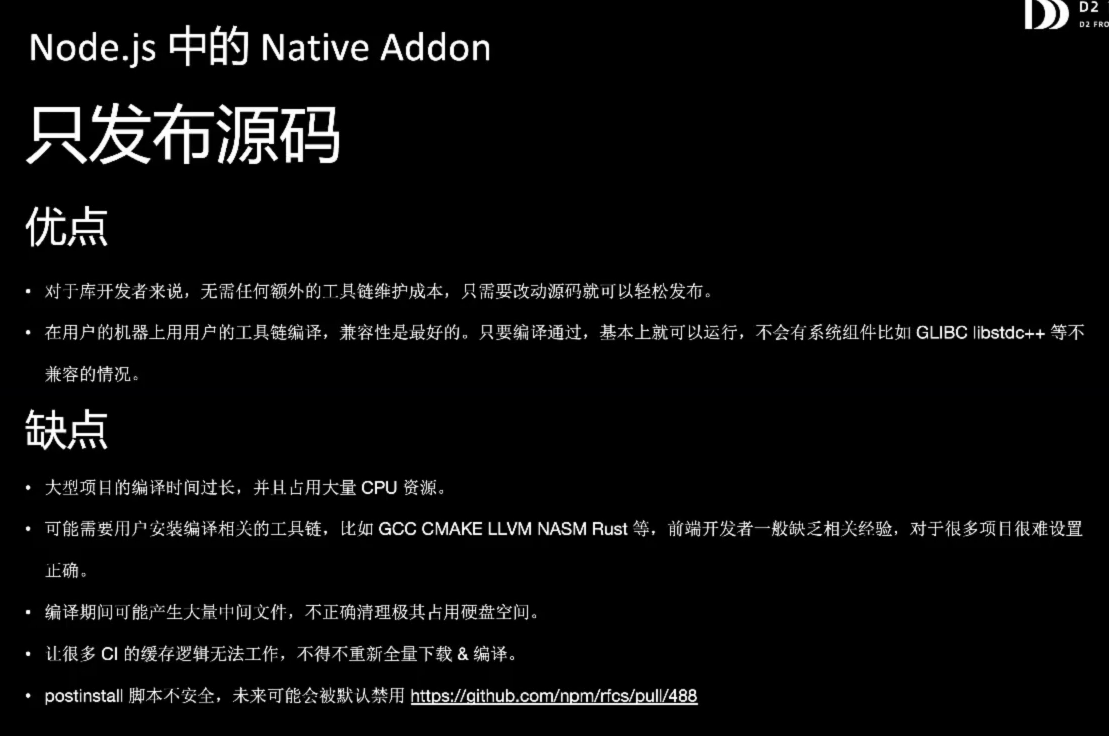 D2
D2 FRO
Node.js 中的 Native Addon
只发布源码
优点
• 对于库开发者来说，无需任何额外的工具链维护成本，只需要改动源码就可以轻松发布。
• 在用户的机器上用用户的工具链编译，兼容性是最好的。只要编译通过，基本上就可以运行，不会有系统组件比如 GLIBC libstdc++ 等不
兼容的情况。
缺点
• 大型项目的编译时间过长，并且占用大量 CPU 资源。
• 可能需要用户安装编译相关的工具链，比如 GCC CMAKE LLVM NASM Rust 等，前端开发者一般缺乏相关经验，对于很多项目很难设置
正确。
• 编译期间可能产生大量中间文件，不正确清理极其占用硬盘空间。
• 让很多 CI 的缓存逻辑无法工作，不得不重新全量下载 & 编译。
• postinstall 脚本不安全，未来可能会被默认禁用 https://github.com/npm/rfcs/pull/488